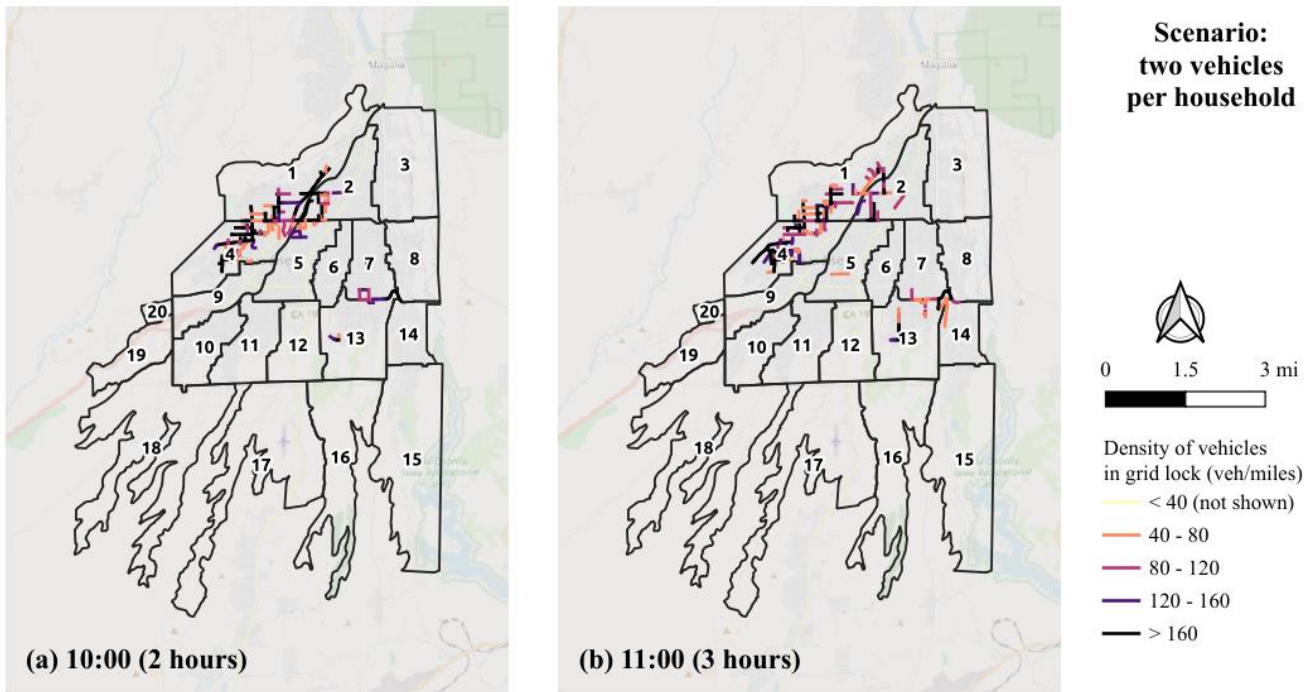 Scenario:
two vehicles
per household
Magalia
1
2
3
4
5
6
7
8
9
20
10
11
12
13
14
19
18
17
16
15
(a) 10:00 (2 hours)
Magalia
1
2
3
4
5
6
7
8
9
20
CA 19
10
11
12
13
14
19
18
17
16
15
(b) 11:00 (3 hours)
0 1.5 3 mi
Density of vehicles
in grid lock (veh/miles)
< 40 (not shown)
40 - 80
80 - 120
120 - 160
> 160